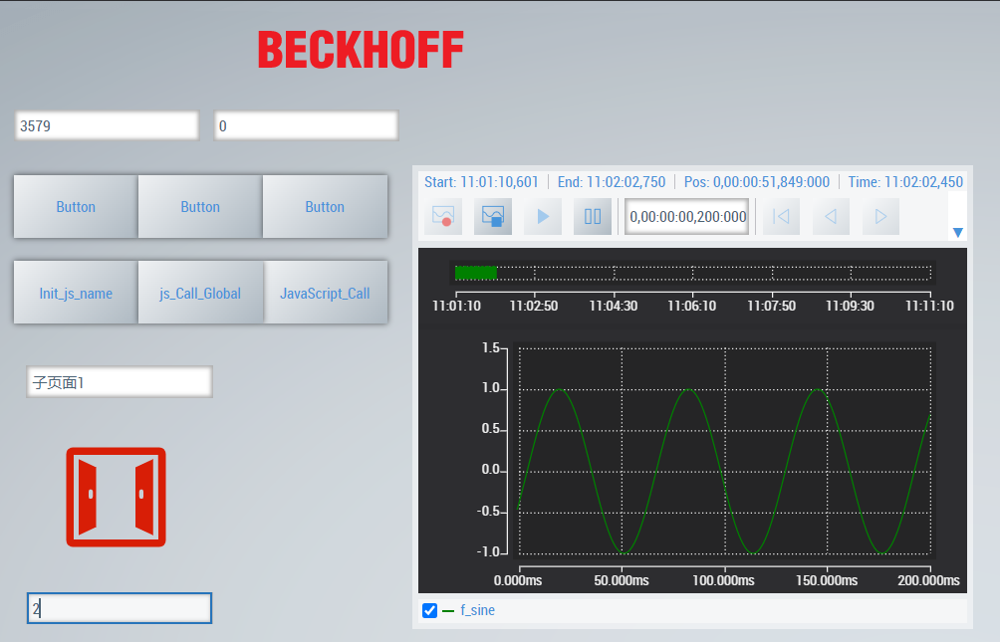 BECKHOFF
3579
0
Button
Button
Button
Init_js_name
js_Call_Global
JavaScript_Call
子页面1
2
Start: 11:01:10,601
End: 11:02:02,750
Pos: 0,00:00:51,849:000
Time: 11:02:02,450
0,00:00:00,200:000
11:01:10 11:02:50 11:04:30 11:06:10 11:07:50 11:09:30 11:11:10
1.5
1.0
0.5
0.0
-0.5
-1.0
0.000ms 50.000ms 100.000ms 150.000ms 200.000ms
f_sine